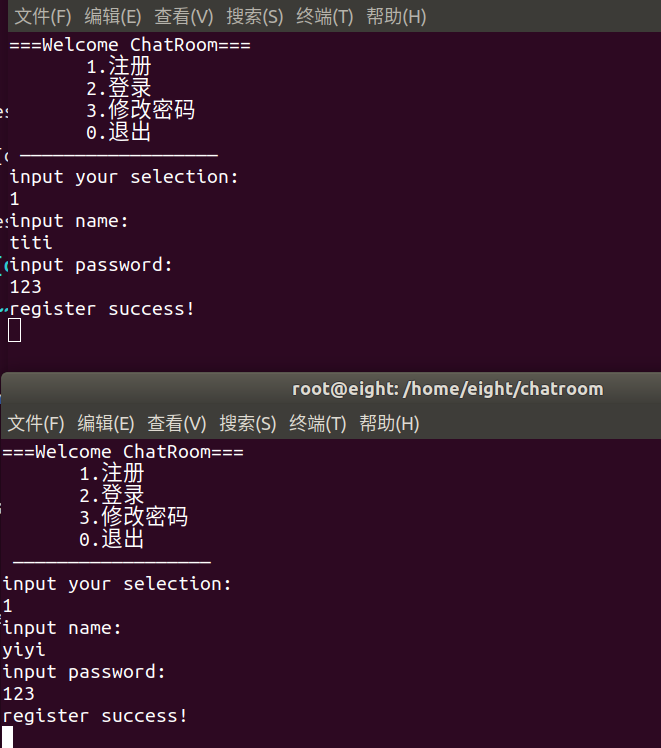 文件(F) 编辑(E) 查看(V) 搜索(S) 终端(T) 帮助(H)
===Welcome ChatRoom===
1.注册
2.登录
3.修改密码
0.退出
——————————————————
input your selection:
1
input name:
titi
input password:
123
register success!
root@eight: /home/eight/chatroom
文件(F) 编辑(E) 查看(V) 搜索(S) 终端(T) 帮助(H)
===Welcome ChatRoom===
1.注册
2.登录
3.修改密码
0.退出
——————————————————
input your selection:
1
input name:
yiyi
input password:
123
register success!